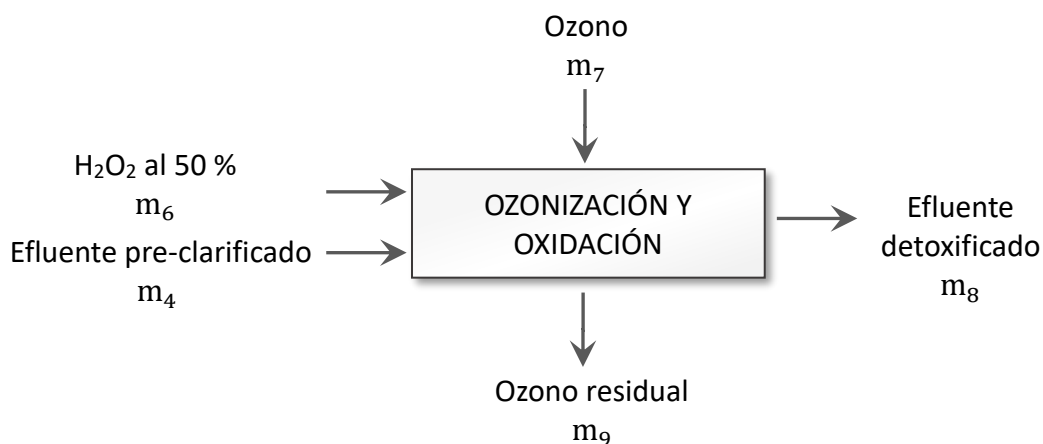 Ozono
m₇
H₂O₂ al 50 %
m₆
Efluente pre-clarificado
m₄
OZONIZACIÓN Y
OXIDACIÓN
Efluente
detoxificado
m₈
Ozono residual
m₉